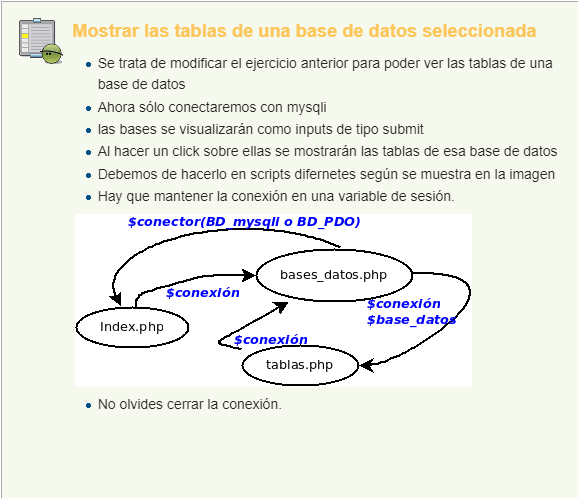 Mostrar las tablas de una base de datos seleccionada
Se trata de modificar el ejercicio anterior para poder ver las tablas de una
base de datos
Ahora sólo conectaremos con mysqli
las bases se visualizarán como inputs de tipo submit
Al hacer un click sobre ellas se mostrarán las tablas de esa base de datos
Debemos de hacerlo en scripts difernetes según se muestra en la imagen
Hay que mantener la conexión en una variable de sesión.
$conector(BD_mysqli o BD_PDO)
bases_datos.php
$conexión
$conexión
$base_datos
Index.php
$conexión
tablas.php
No olvides cerrar la conexión.